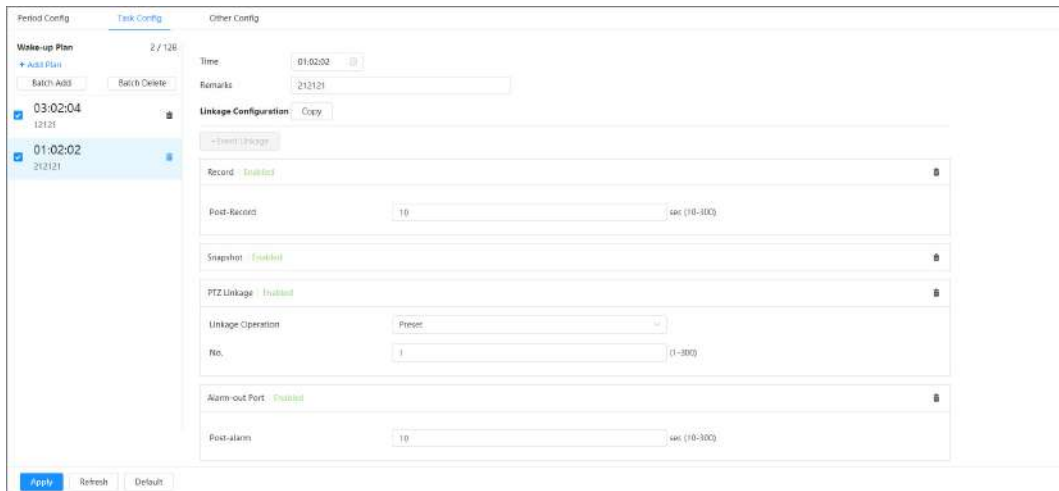 Period Config Task Config Other Config
Wake-up Plan 2 / 128
+ Add Plan
Batch Add Batch Delete
03:02:04
12121
01:02:02
212121
Time 01:02:02
Remarks 212121
Linkage Configuration Copy
+Event Linkage
Record Enabled
Post-Record 10 sec (10-300)
Snapshot Enabled
PTZ Linkage Enabled
Linkage Operation Preset
No. 1 (1-300)
Alarm-out Port Enabled
Post-alarm 10 sec (10-300)
Apply Refresh Default